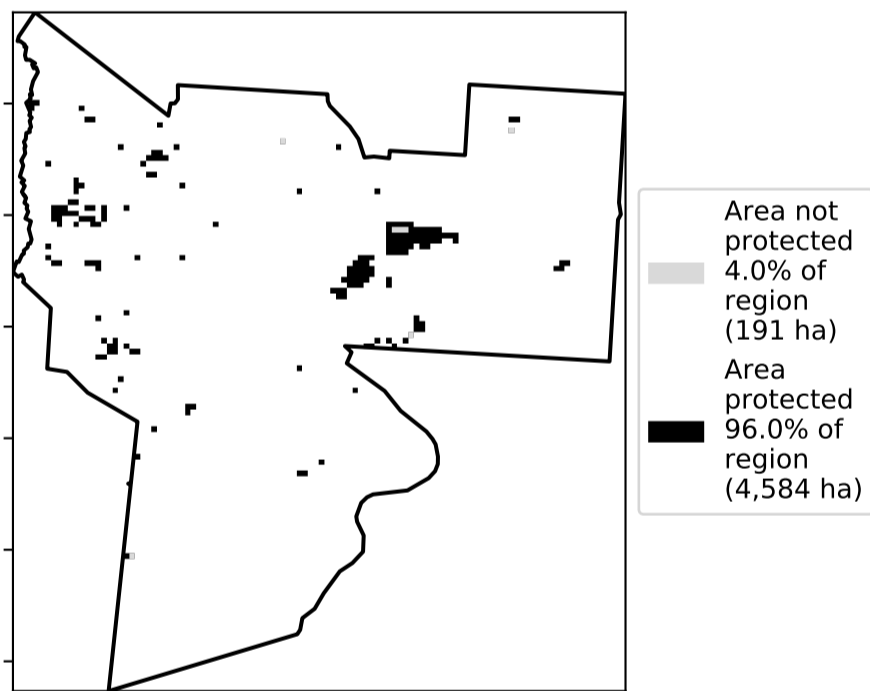 Area not
protected
4.0% of
region
(191 ha)
Area
protected
96.0% of
region
(4,584 ha)